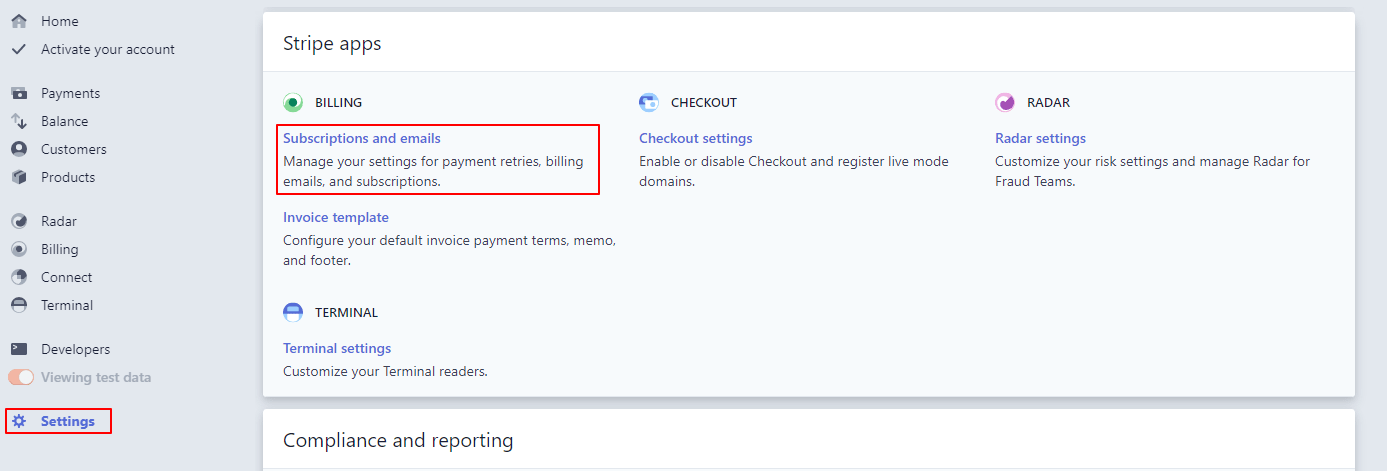 Home
Activate your account
Payments
Balance
Customers
Products
Radar
Billing
Connect
Terminal
Developers
Viewing test data
Settings
Stripe apps
BILLING
Subscriptions and emails
Manage your settings for payment retries, billing
emails, and subscriptions.
Invoice template
Configure your default invoice payment terms, memo,
and footer.
CHECKOUT
Checkout settings
Enable or disable Checkout and register live mode
domains.
RADAR
Radar settings
Customize your risk settings and manage Radar for
Fraud Teams.
TERMINAL
Terminal settings
Customize your Terminal readers.
Compliance and reporting